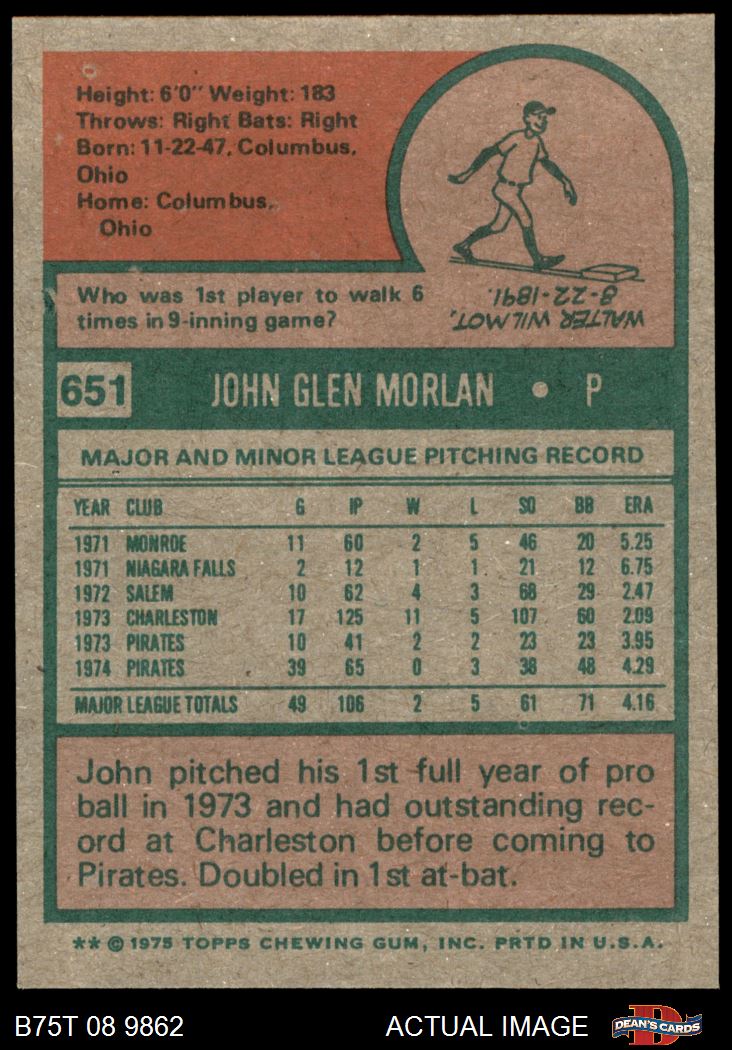 Height: 6'0" Weight: 183
Throws: Right Bats: Right
Born: 11-22-47, Columbus,
Ohio
Home: Columbus,
Ohio
Who was 1st player to walk 6
times in 9-inning game?
WALTER WILMOT,
8-22-1891.
651 JOHN GLEN MORLAN • P
MAJOR AND MINOR LEAGUE PITCHING RECORD
YEAR CLUB G IP W L SO BB ERA
1971 MONROE 11 60 2 5 46 20 5.25
1971 NIAGARA FALLS 2 12 1 1 21 12 6.75
1972 SALEM 10 62 4 3 68 29 2.47
1973 CHARLESTON 17 125 11 5 107 60 2.09
1973 PIRATES 10 41 2 2 23 23 3.95
1974 PIRATES 39 65 0 3 38 48 4.29
MAJOR LEAGUE TOTALS 49 106 2 5 61 71 4.16
John pitched his 1st full year of pro
ball in 1973 and had outstanding rec-
ord at Charleston before coming to
Pirates. Doubled in 1st at-bat.
** © 1975 TOPPS CHEWING GUM, INC. PRTD IN U.S.A.
B75T 08 9862 ACTUAL IMAGE D DEAN'S CARDS